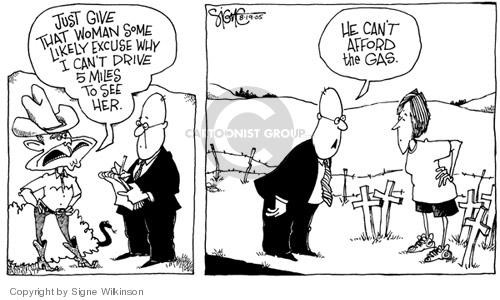 JUST GIVE
THAT WOMAN SOME
LIKELY EXCUSE WHY
I CAN'T DRIVE
5 MILES
TO SEE
HER.
Signe
8-19-05
HE CAN'T
AFFORD
the GAS.
CARTOONIST GROUP
Copyright by Signe Wilkinson